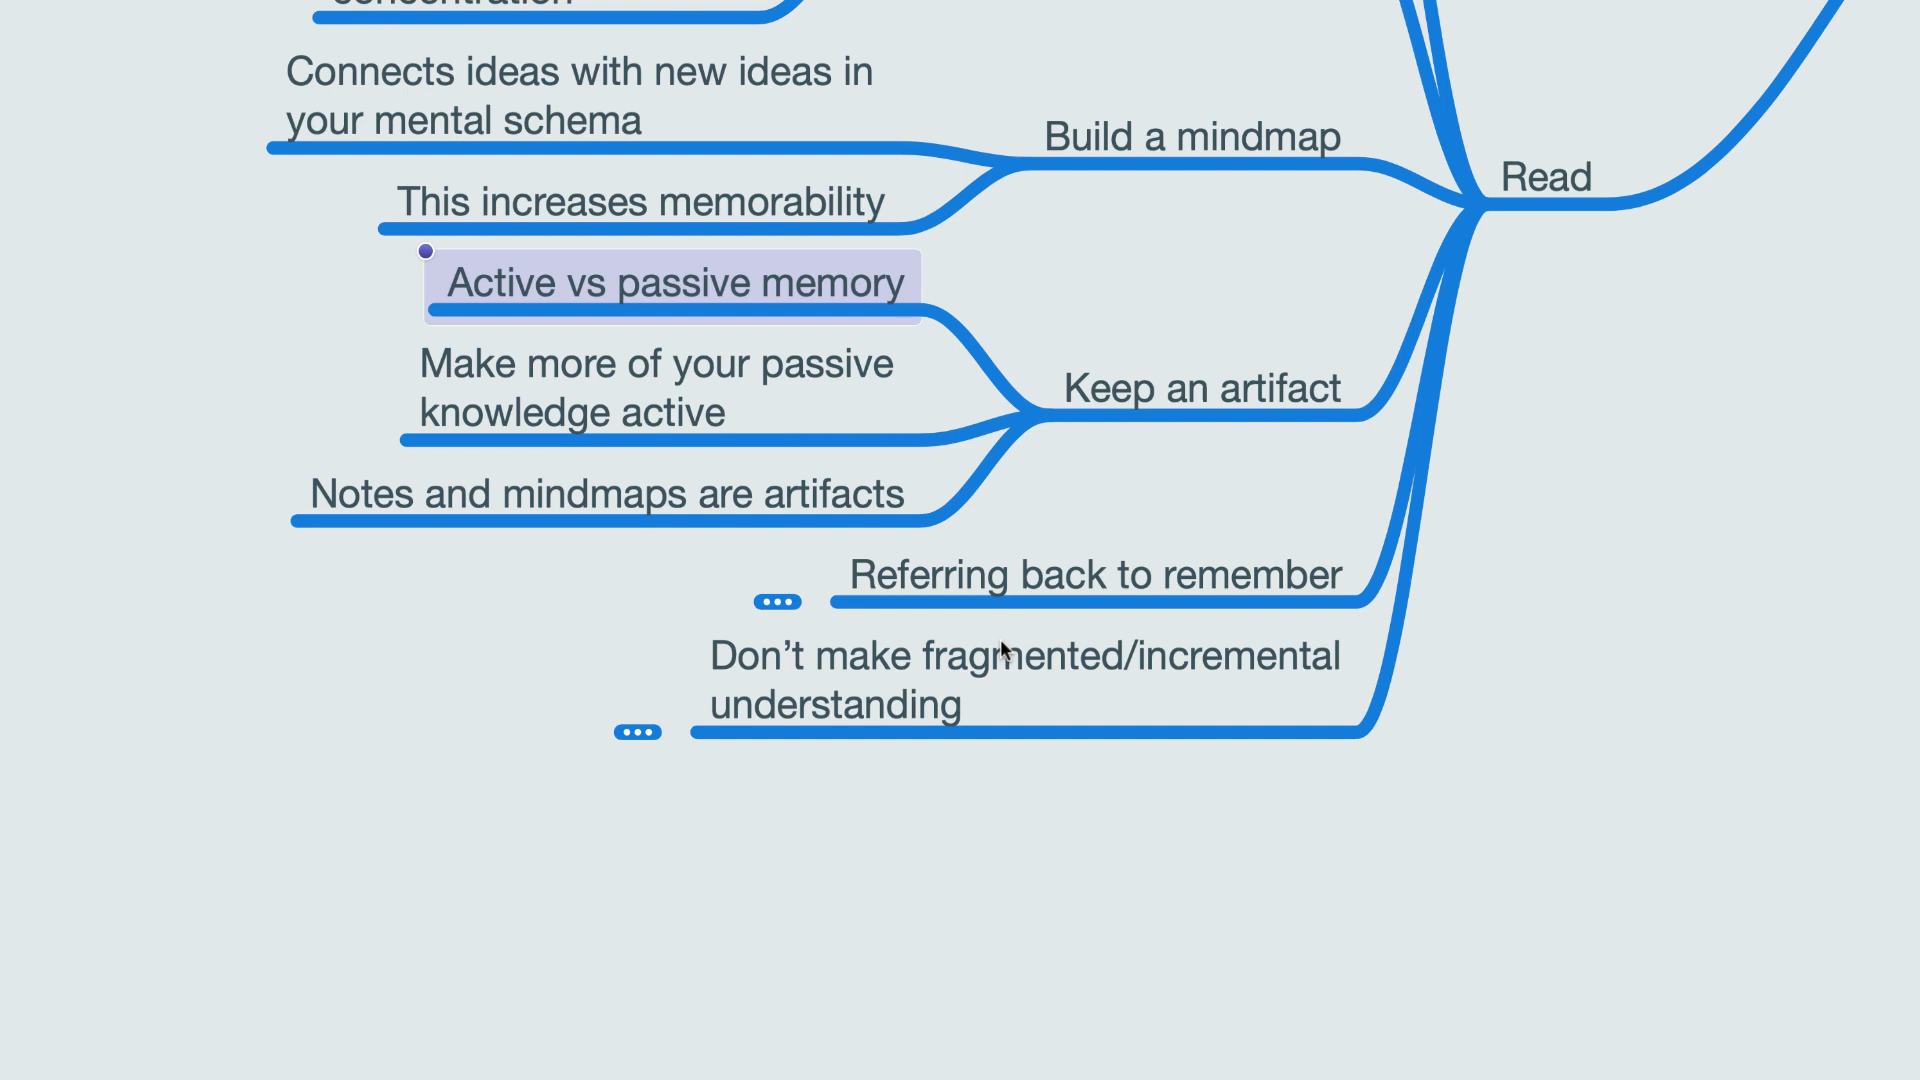 concentration
Connects ideas with new ideas in
your mental schema
This increases memorability
Build a mindmap
Read
Active vs passive memory
Make more of your passive
knowledge active
Notes and mindmaps are artifacts
Keep an artifact
Referring back to remember
Don’t make fragmented/incremental
understanding